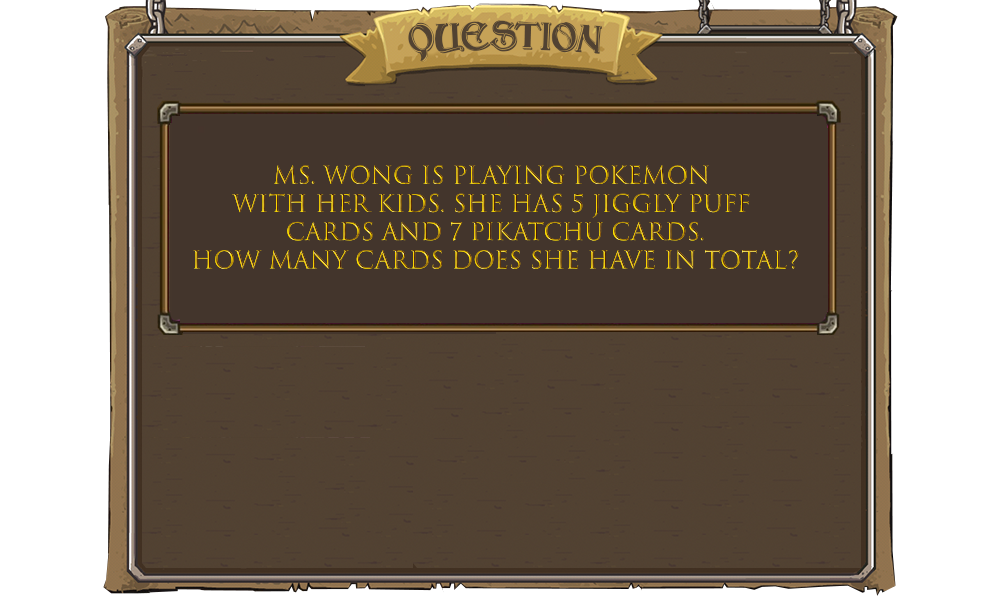 QUESTION
MS. WONG IS PLAYING POKEMON
WITH HER KIDS. SHE HAS 5 JIGGLY PUFF
CARDS AND 7 PIKATCHU CARDS.
HOW MANY CARDS DOES SHE HAVE IN TOTAL?